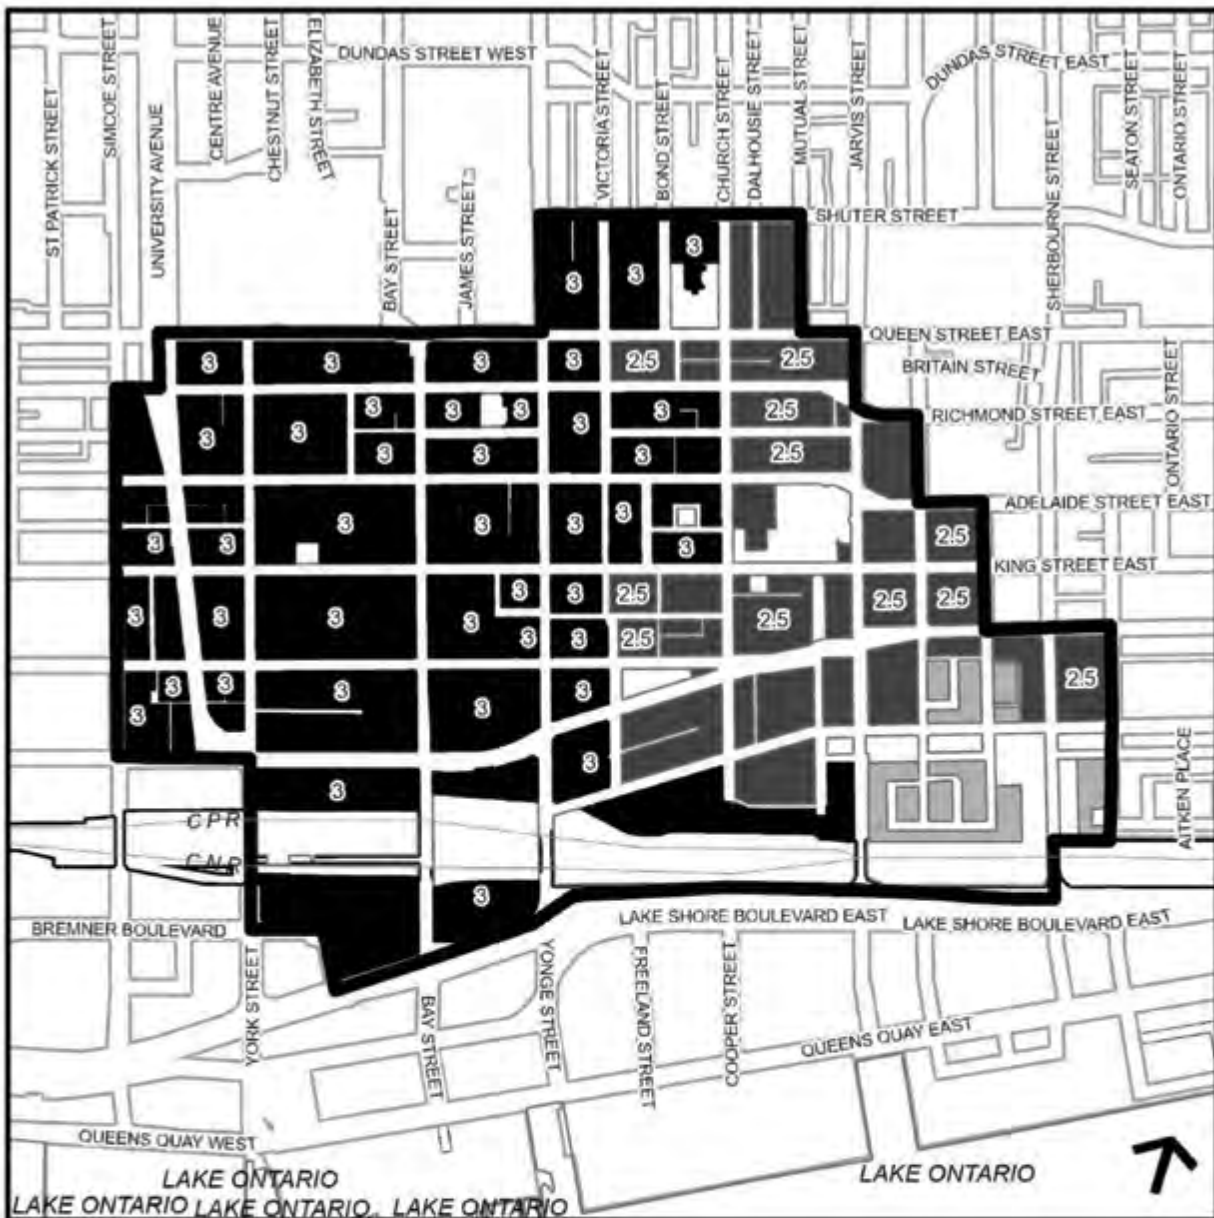 ST PATRICK STREET
SIMCOE STREET
UNIVERSITY AVENUE
CENTRE AVENUE
CHESTNUT STREET
ELIZABETH STREET
DUNDAS STREET WEST
BAY STREET
JAMES STREET
VICTORIA STREET
BOND STREET
CHURCH STREET
DALHOUSIE STREET
MUTUAL STREET
JARVIS STREET
DUNDAS STREET EAST
SHERBOURNE STREET
SEATON STREET
ONTARIO STREET
SHUTER STREET
3
3
3
QUEEN STREET EAST
3
3
3
3
2.5
2.5
BRITAIN STREET
ONTARIO STREET
3
3
3
3
2.5
RICHMOND STREET EAST
3
3
3
3
3
3
2.5
ADELAIDE STREET EAST
3
3
3
3
3
3
3
2.5
KING STREET EAST
3
3
3
3
3
3
3
2.5
2.5
2.5
2.5
3
3
2.5
3
3
3
3
3
3
2.5
3
3
AITKEN PLACE
CPR
CNR
3
BREMNER BOULEVARD
LAKE SHORE BOULEVARD EAST
LAKE SHORE BOULEVARD EAST
YORK STREET
BAY STREET
YONGE STREET
FREELAND STREET
COOPER STREET
QUEENS QUAY EAST
QUEENS QUAY WEST
LAKE ONTARIO
LAKE ONTARIO
LAKE ONTARIO
LAKE ONTARIO
LAKE ONTARIO